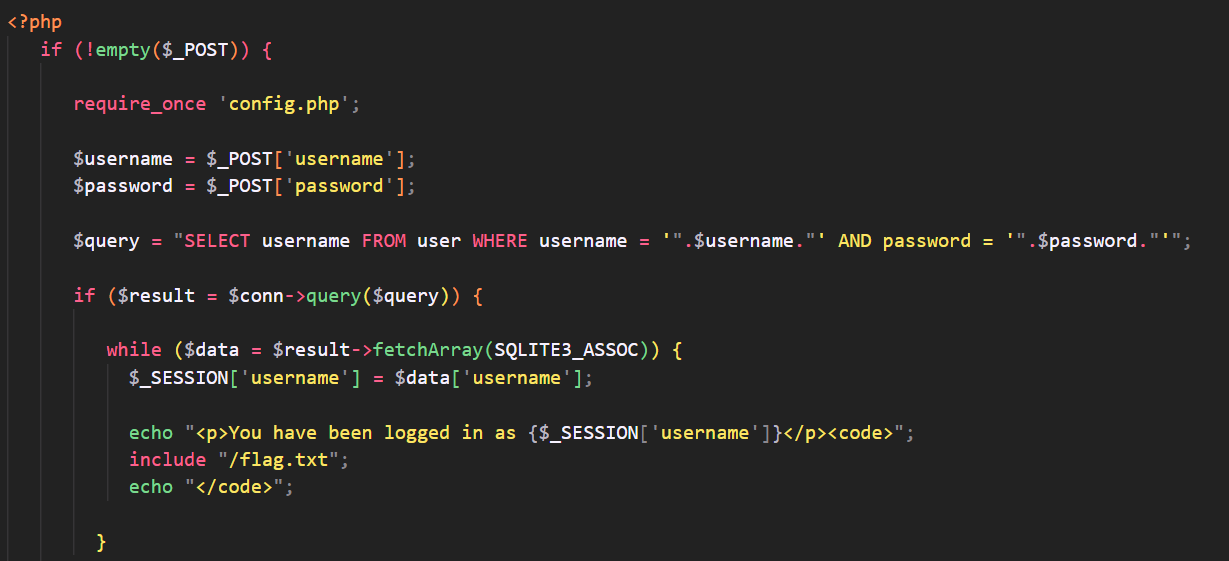 <?php
if (!empty($_POST)) {
require_once 'config.php';
$username = $_POST['username'];
$password = $_POST['password'];
$query = "SELECT username FROM user WHERE username = '".$username."' AND password = '".$password."'";
if ($result = $conn->query($query)) {
while ($data = $result->fetchArray(SQLITE3_ASSOC)) {
$_SESSION['username'] = $data['username'];
echo "<p>You have been logged in as {$_SESSION['username']}</p><code>";
include "/flag.txt";
echo "</code>";
}